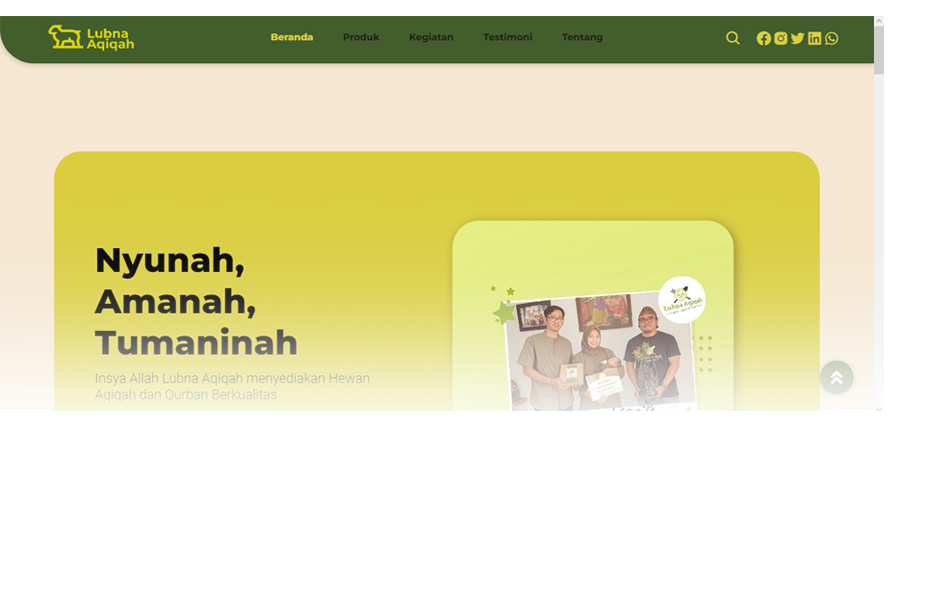 Lubna
Aqiqah
Beranda
Produk
Kegiatan
Testimoni
Tentang
Nyunah,
Amanah,
Tumaninah
Insya Allah Lubna Aqiqah menyediakan Hewan
Aqiqah dan Qurban Berkualitas
Lubna Aqiqah